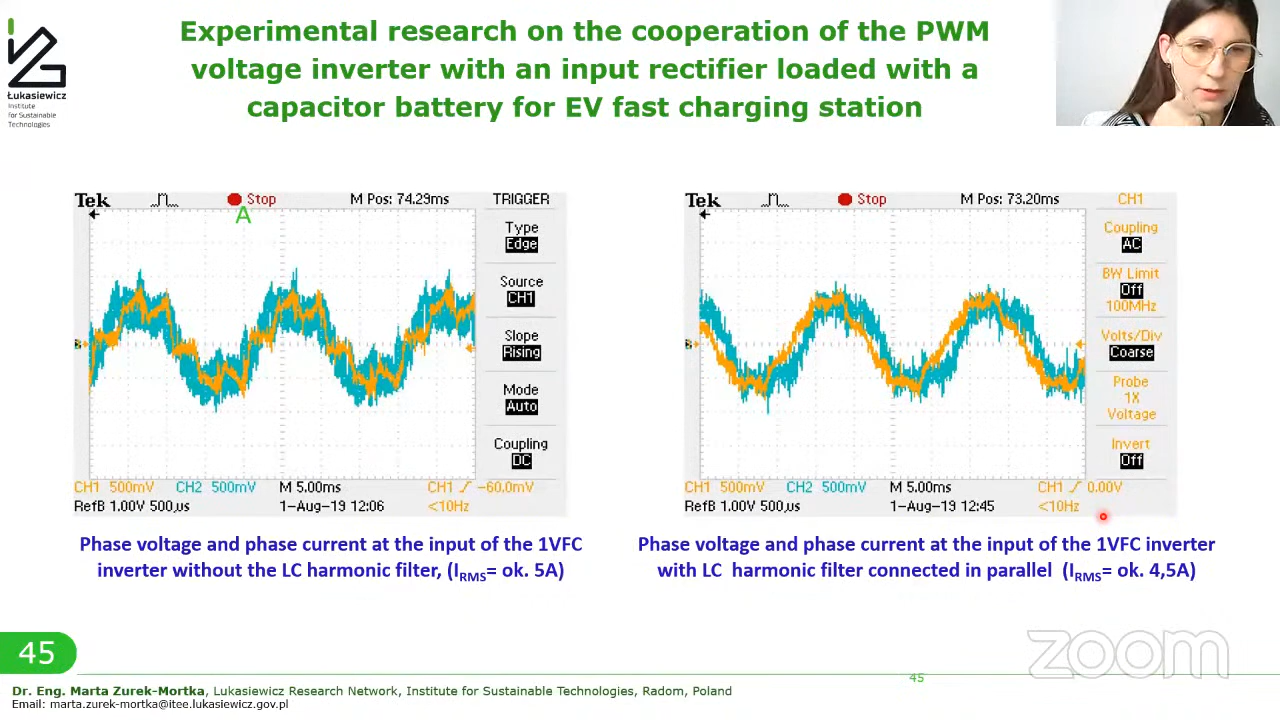 Experimental research on the cooperation of the PWM
voltage inverter with an input rectifier loaded with a
capacitor battery for EV fast charging station
Łukasiewicz
Institute
for Sustainable
Technologies
Tek
Stop
M Pos: 74.29ms
TRIGGER
A
Type
Edge
Source
CH1
Slope
Rising
Mode
Auto
Coupling
DC
CH1 500mV CH2 500mV M 5.00ms CH1 -60.0mV
RefB 1.00V 500µs 1-Aug-19 12:06 <10Hz
Tek
Stop
M Pos: 73.20ms
CH1
Coupling
AC
BW Limit
Off
100MHz
Volts/Div
Coarse
Probe
1X
Voltage
Invert
Off
CH1 500mV CH2 500mV M 5.00ms CH1 0.00V
RefB 1.00V 500µs 1-Aug-19 12:45 <10Hz
Phase voltage and phase current at the input of the 1VFC
inverter without the LC harmonic filter, (IRMS= ok. 5A)
Phase voltage and phase current at the input of the 1VFC inverter
with LC harmonic filter connected in parallel (IRMS= ok. 4,5A)
45
zoom
45
Dr. Eng. Marta Zurek-Mortka, Lukasiewicz Research Network, Institute for Sustainable Technologies, Radom, Poland
Email: marta.zurek-mortka@itee.lukasiewicz.gov.pl